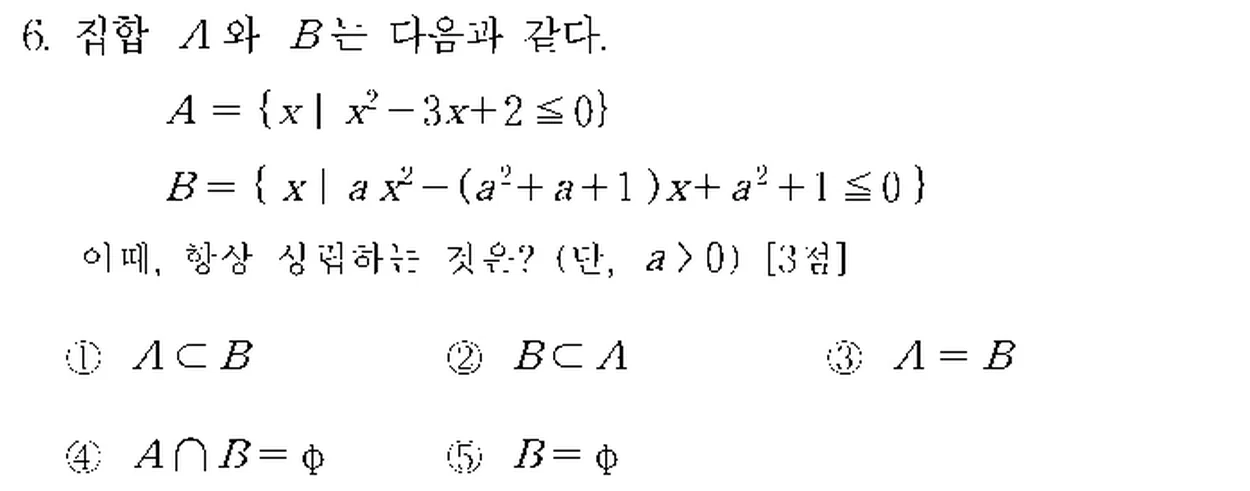 6. 집합 A와 B는 다음과 같다.
A = {x | x² - 3x + 2 ≦ 0}
B = { x | a x² - (a² + a + 1 )x + a² + 1 ≦ 0 }
이때, 항상 성립하는 것은? (단, a > 0) [3점]
① A ⊂ B ② B ⊂ A ③ A = B
④ A ∩ B = φ ⑤ B = φ